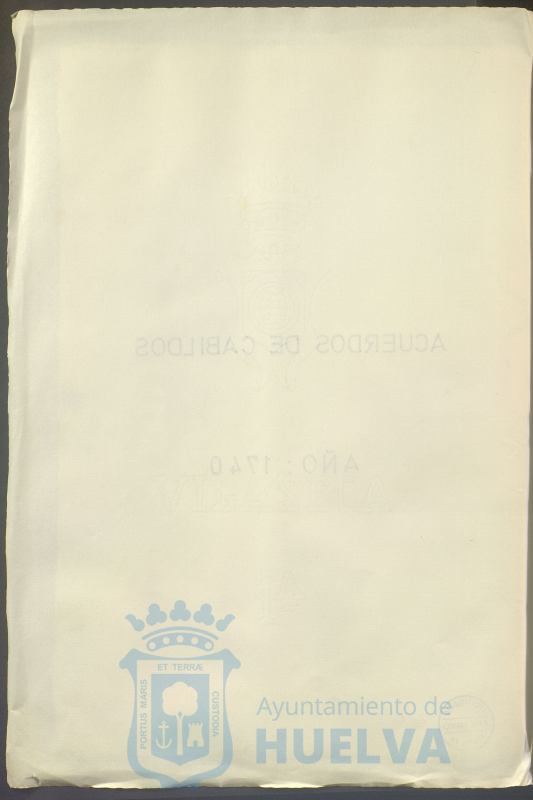 ACUERDOS DE CABILDOS
AÑO: 1740
ET TERRÆ
PORTUS MARIS
CUSTODIA
Ayuntamiento de
HUELVA